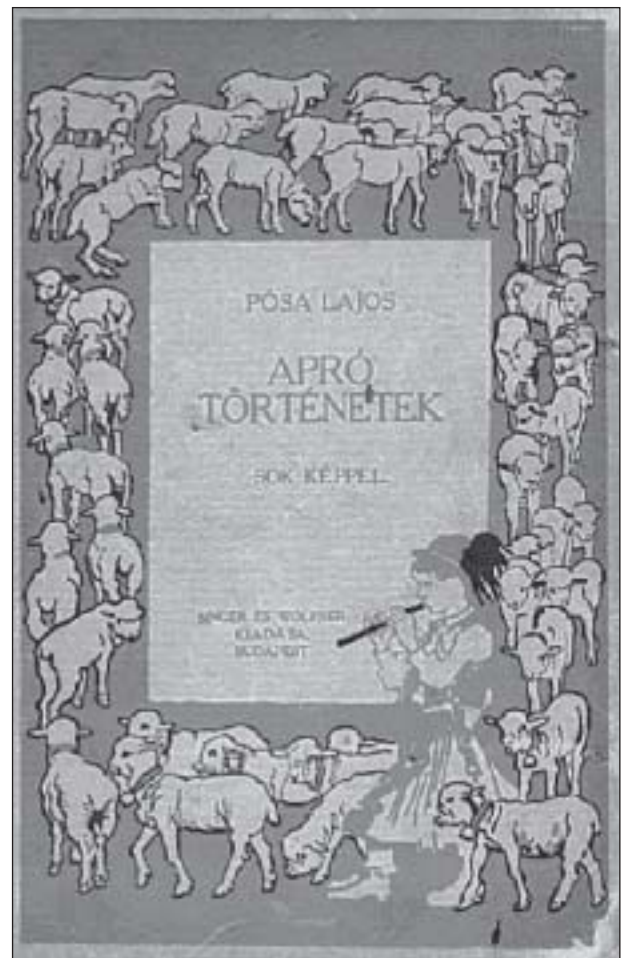 PÓSA LAJOS
APRÓ
TÖRTÉNETEK
SOK KÉPPEL
SINGER ÉS WOLFNER
KIADÁSA,
BUDAPEST